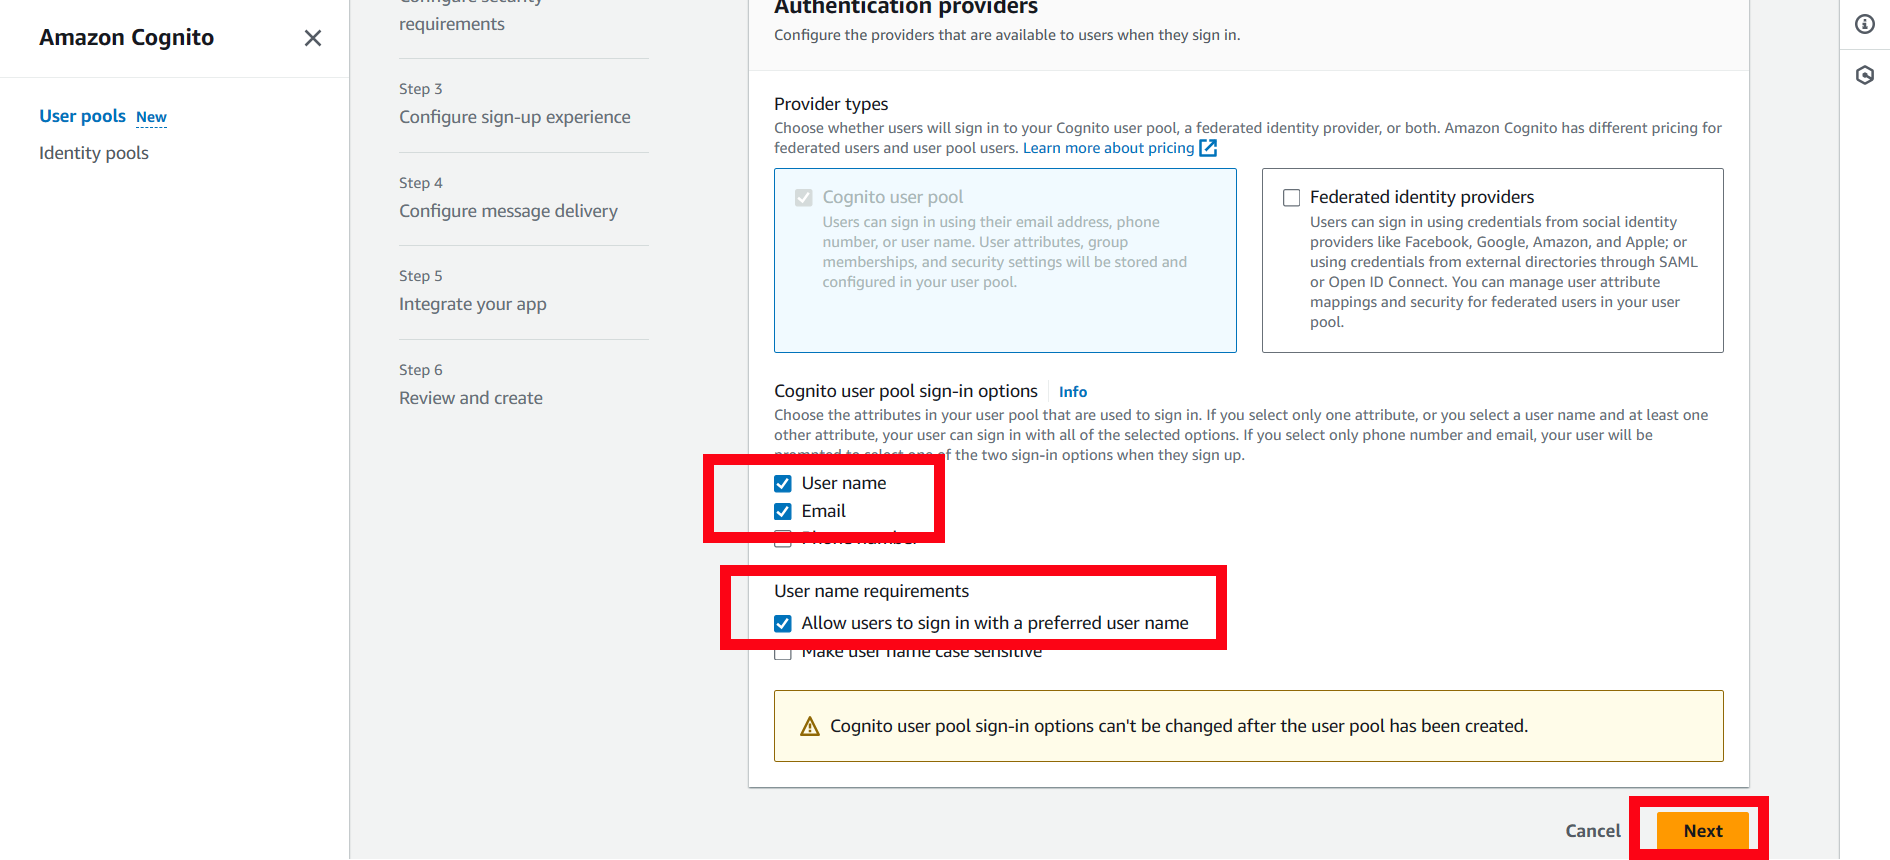 Amazon Cognito
User pools New
Identity pools
Configure security
requirements
Step 3
Configure sign-up experience
Step 4
Configure message delivery
Step 5
Integrate your app
Step 6
Review and create
Authentication providers
Configure the providers that are available to users when they sign in.
Provider types
Choose whether users will sign in to your Cognito user pool, a federated identity provider, or both. Amazon Cognito has different pricing for
federated users and user pool users. Learn more about pricing
Cognito user pool
Users can sign in using their email address, phone
number, or user name. User attributes, group
memberships, and security settings will be stored and
configured in your user pool.
Federated identity providers
Users can sign in using credentials from social identity
providers like Facebook, Google, Amazon, and Apple; or
using credentials from external directories through SAML
or Open ID Connect. You can manage user attribute
mappings and security for federated users in your user
pool.
Cognito user pool sign-in options Info
Choose the attributes in your user pool that are used to sign in. If you select only one attribute, or you select a user name and at least one
other attribute, your user can sign in with all of the selected options. If you select only phone number and email, your user will be
prompted to select one of the two sign-in options when they sign up.
User name
Email
Phone number
User name requirements
Allow users to sign in with a preferred user name
Make user name case sensitive
Cognito user pool sign-in options can't be changed after the user pool has been created.
Cancel
Next